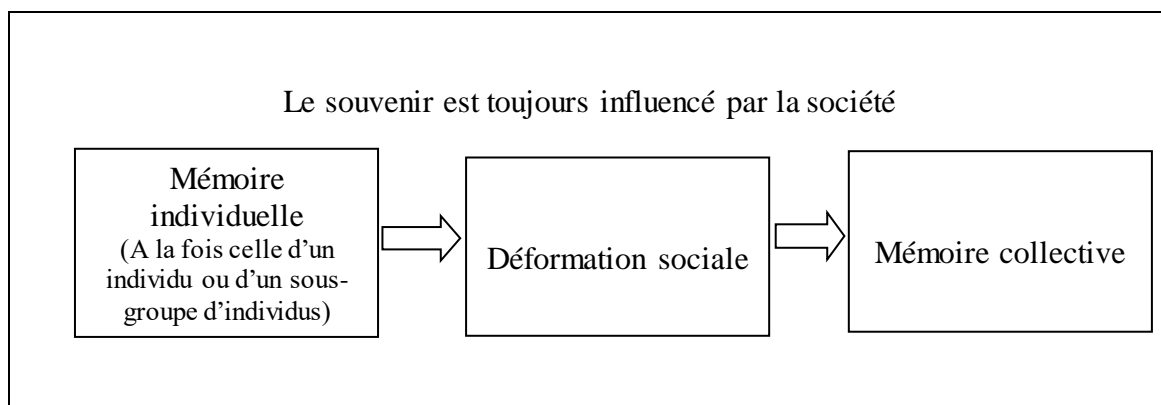 Le souvenir est toujours influencé par la société
Mémoire
individuelle
(A la fois celle d'un
individu ou d'un sous-
groupe d'individus)
Déformation sociale
Mémoire collective